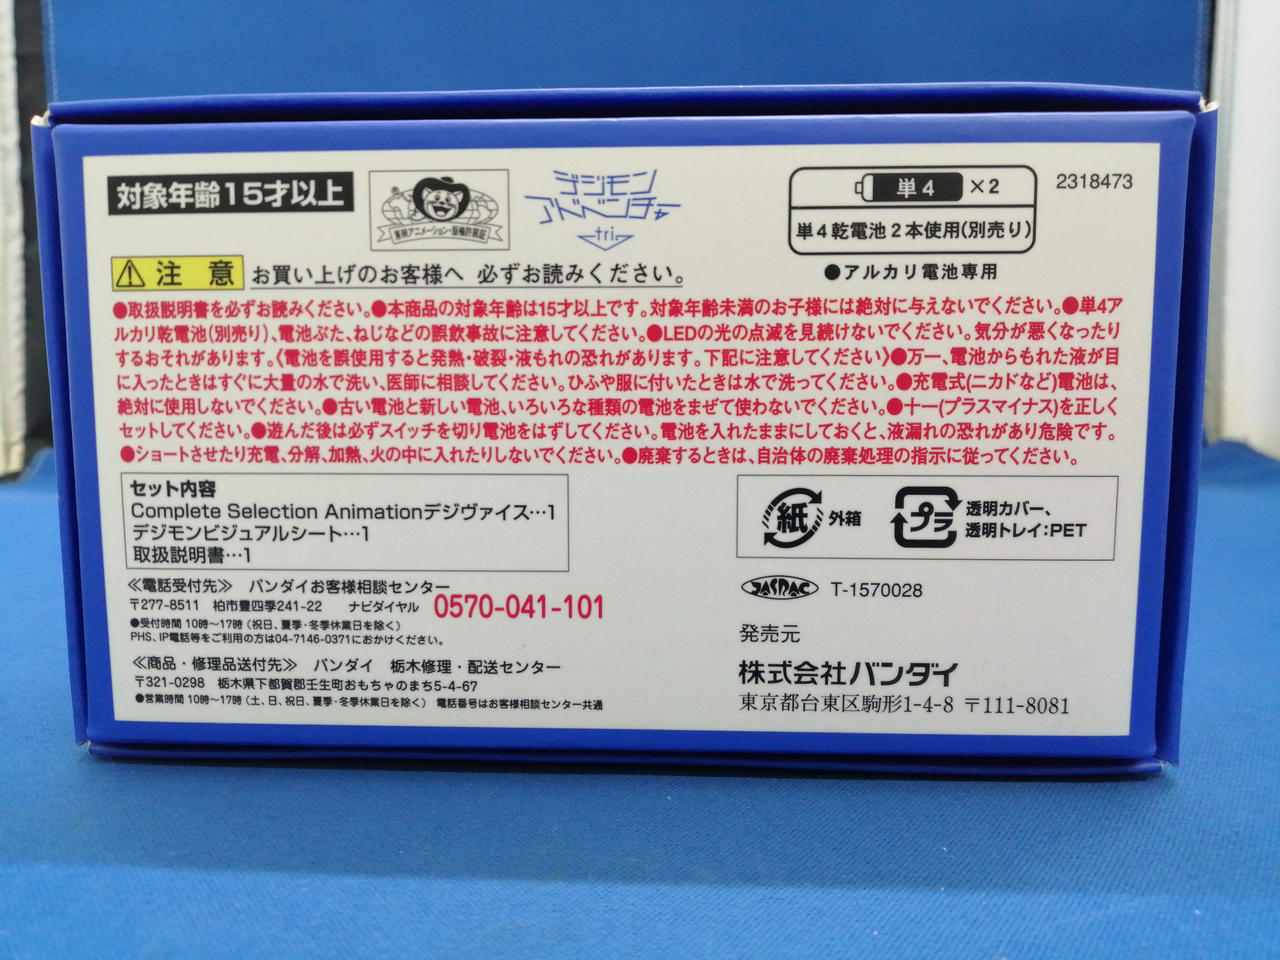 対象年齢15才以上
®
東映アニメーション・版権許諾証
デジモン
アドベンチャー
tri.
単4 ×2
単4乾電池2本使用(別売り)
●アルカリ電池専用
2318473
注意 お買い上げのお客様へ 必ずお読みください。
●取扱説明書を必ずお読みください。●本商品の対象年齢は15才以上です。対象年齢未満のお子様には絶対に与えないでください。●単4ア
ルカリ乾電池(別売り)、電池ぶた、ねじなどの誤飲事故に注意してください。●LEDの光の点滅を見続けないでください。気分が悪くなったり
するおそれがあります。〈電池を誤使用すると発熱・破裂・液もれの恐れがあります。下記に注意してください〉●万一、電池からもれた液が目
に入ったときはすぐに大量の水で洗い、医師に相談してください。ひふや服に付いたときは水で洗ってください。●充電式(ニカドなど)電池は、
絶対に使用しないでください。●古い電池と新しい電池、いろいろな種類の電池をまぜて使わないでください。●+-(プラスマイナス)を正しく
セットしてください。●遊んだ後は必ずスイッチを切り電池をはずしてください。電池を入れたままにしておくと、液漏れの恐れがあり危険です。
●ショートさせたり充電、分解、加熱、火の中に入れたりしないでください。●廃棄するときは、自治体の廃棄処理の指示に従ってください。
セット内容
Complete Selection Animationデジヴァイス…1
デジモンビジュアルシート…1
取扱説明書…1
紙 外箱
プラ 透明カバー、
透明トレイ:PET
≪電話受付先≫ バンダイお客様相談センター
〒277-8511 柏市豊四季241-22 ナビダイヤル 0570-041-101
●受付時間 10時~17時 (祝日、夏季・冬季休業日を除く)
PHS、IP電話等をご利用の方は04-7146-0371におかけください。
≪商品・修理品送付先≫ バンダイ 栃木修理・配送センター
〒321-0298 栃木県下都賀郡壬生町おもちゃのまち5-4-67
●営業時間 10時~17時 (土、日、祝日、夏季・冬季休業日を除く) 電話番号はお客様相談センター共通
JASRAC T-1570028
発売元
株式会社バンダイ
東京都台東区駒形1-4-8 〒111-8081